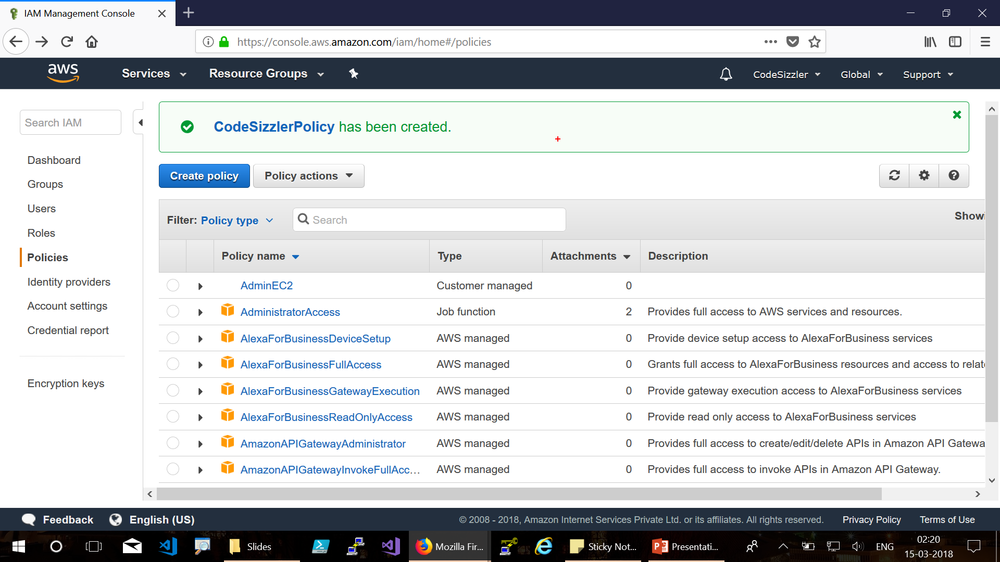 IAM Management Console
https://console.aws.amazon.com/iam/home#/policies
aws
Services
Resource Groups
CodeSizzler
Global
Support
Search IAM
Dashboard
Groups
Users
Roles
Policies
Identity providers
Account settings
Credential report
Encryption keys
CodeSizzlerPolicy has been created.
Create policy
Policy actions
Filter: Policy type
Search
Showi
Policy name Type Attachments Description
AdminEC2 Customer managed 0
AdministratorAccess Job function 2 Provides full access to AWS services and resources.
AlexaForBusinessDeviceSetup AWS managed 0 Provide device setup access to AlexaForBusiness services
AlexaForBusinessFullAccess AWS managed 0 Grants full access to AlexaForBusiness resources and access to relat
AlexaForBusinessGatewayExecution AWS managed 0 Provide gateway execution access to AlexaForBusiness services
AlexaForBusinessReadOnlyAccess AWS managed 0 Provide read only access to AlexaForBusiness services
AmazonAPIGatewayAdministrator AWS managed 0 Provides full access to create/edit/delete APIs in Amazon API Gatewa
AmazonAPIGatewayInvokeFullAcc... AWS managed 0 Provides full access to invoke APIs in Amazon API Gateway.
Feedback
English (US)
© 2008 - 2018, Amazon Internet Services Private Ltd. or its affiliates. All rights reserved.
Privacy Policy
Terms of Use
Slides
Mozilla Fir...
Sticky Not...
Presentati...
ENG
02:20
15-03-2018